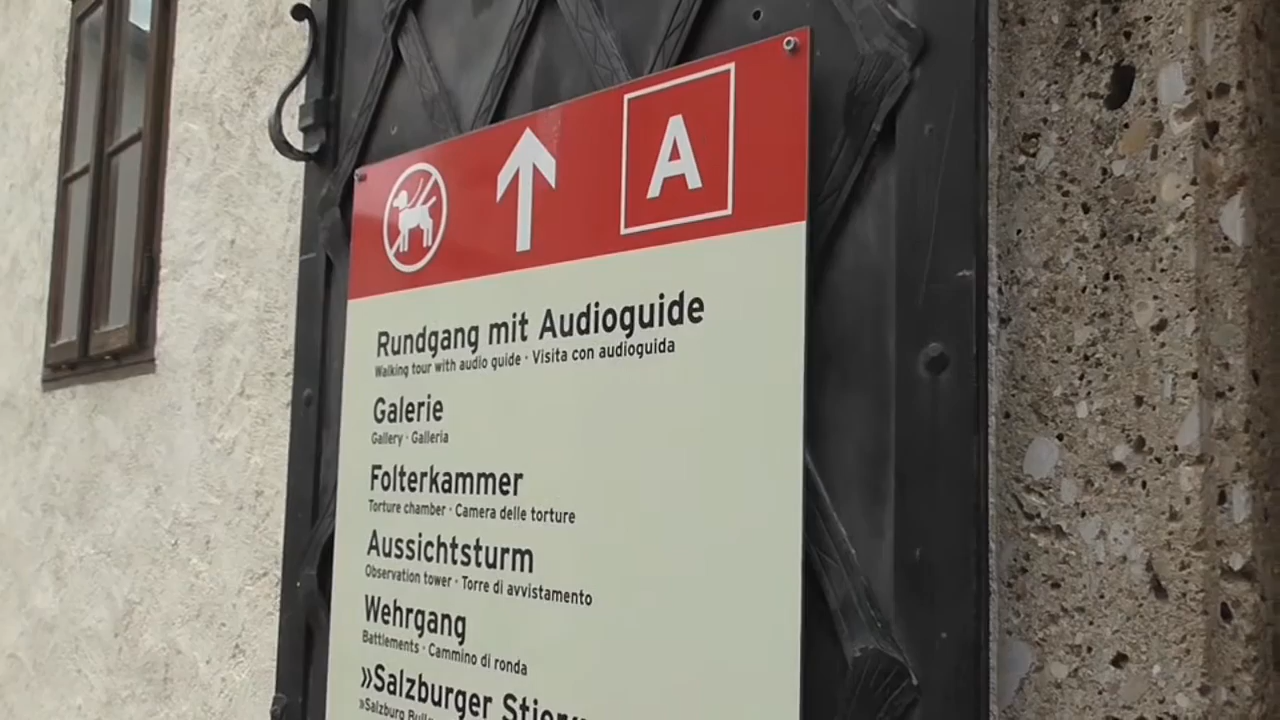 A
Rundgang mit Audioguide
Walking tour with audio guide · Visita con audioguida
Galerie
Gallery · Galleria
Folterkammer
Torture chamber · Camera delle torture
Aussichtsturm
Observation tower · Torre di avvistamento
Wehrgang
Battlements · Cammino di ronda
»Salzburger
»Salzburg